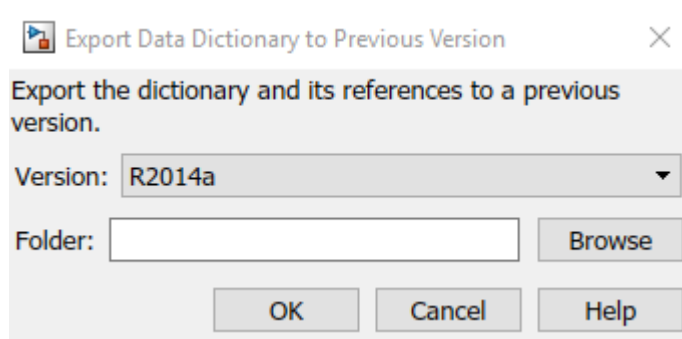 Export Data Dictionary to Previous Version
Export the dictionary and its references to a previous
version.
Version: R2014a
Folder: Browse
OK Cancel Help